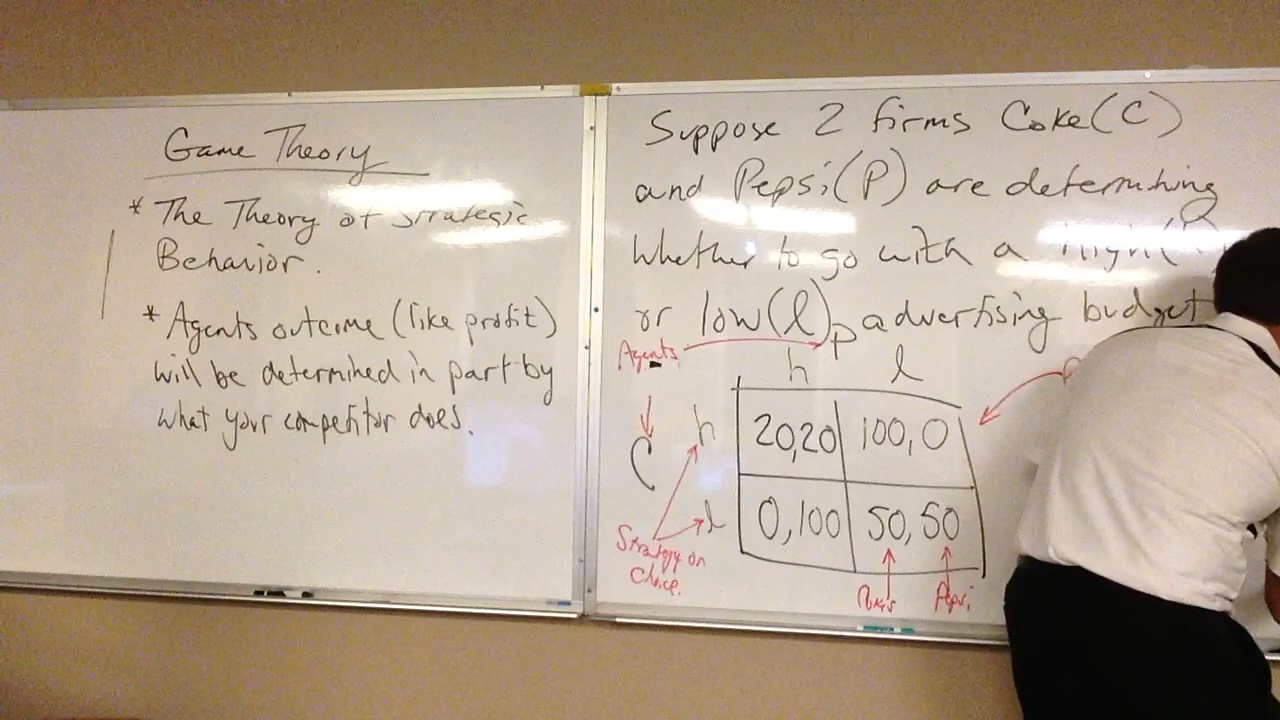 Game Theory
* The Theory of Strategic
Behavior.
* Agents outcome (like profit)
will be determined in part by
what your competitor does.
Suppose 2 firms Coke(C)
and Pepsi(P) are determining
Whether to go with a High(
or low(l) advertising budget
Agents
P
h l
C
h 20,20 100,0
l 0,100 50,50
Strategy or
Choice.
Pepsi